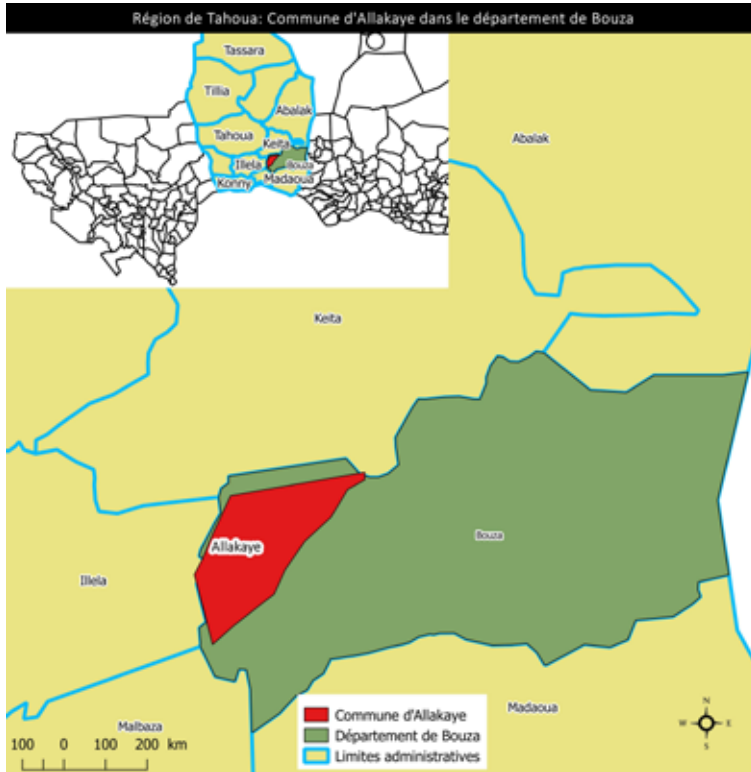 Région de Tahoua: Commune d'Allakaye dans le département de Bouza
Tassara
Tillia
Abalak
Tahoua
Keita
Illela
Bouza
Konny
Madaoua
Abalak
Keita
Bouza
Allakaye
Illela
Malbaza
Madaoua
Commune d'Allakaye
Département de Bouza
Limites administratives
100 0 100 200 km
N
W E
S